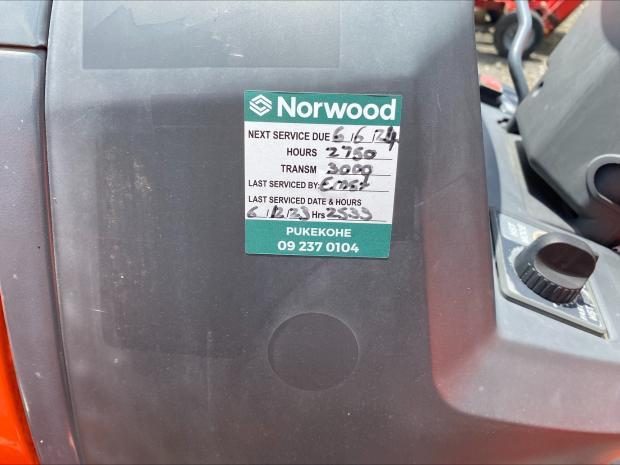 Norwood
NEXT SERVICE DUE 6/6/24
HOURS 2750
TRANSM 3000
LAST SERVICED BY:
LAST SERVICED DATE & HOURS
6/12/23 Hrs 2533
PUKEKOHE
09 237 0104